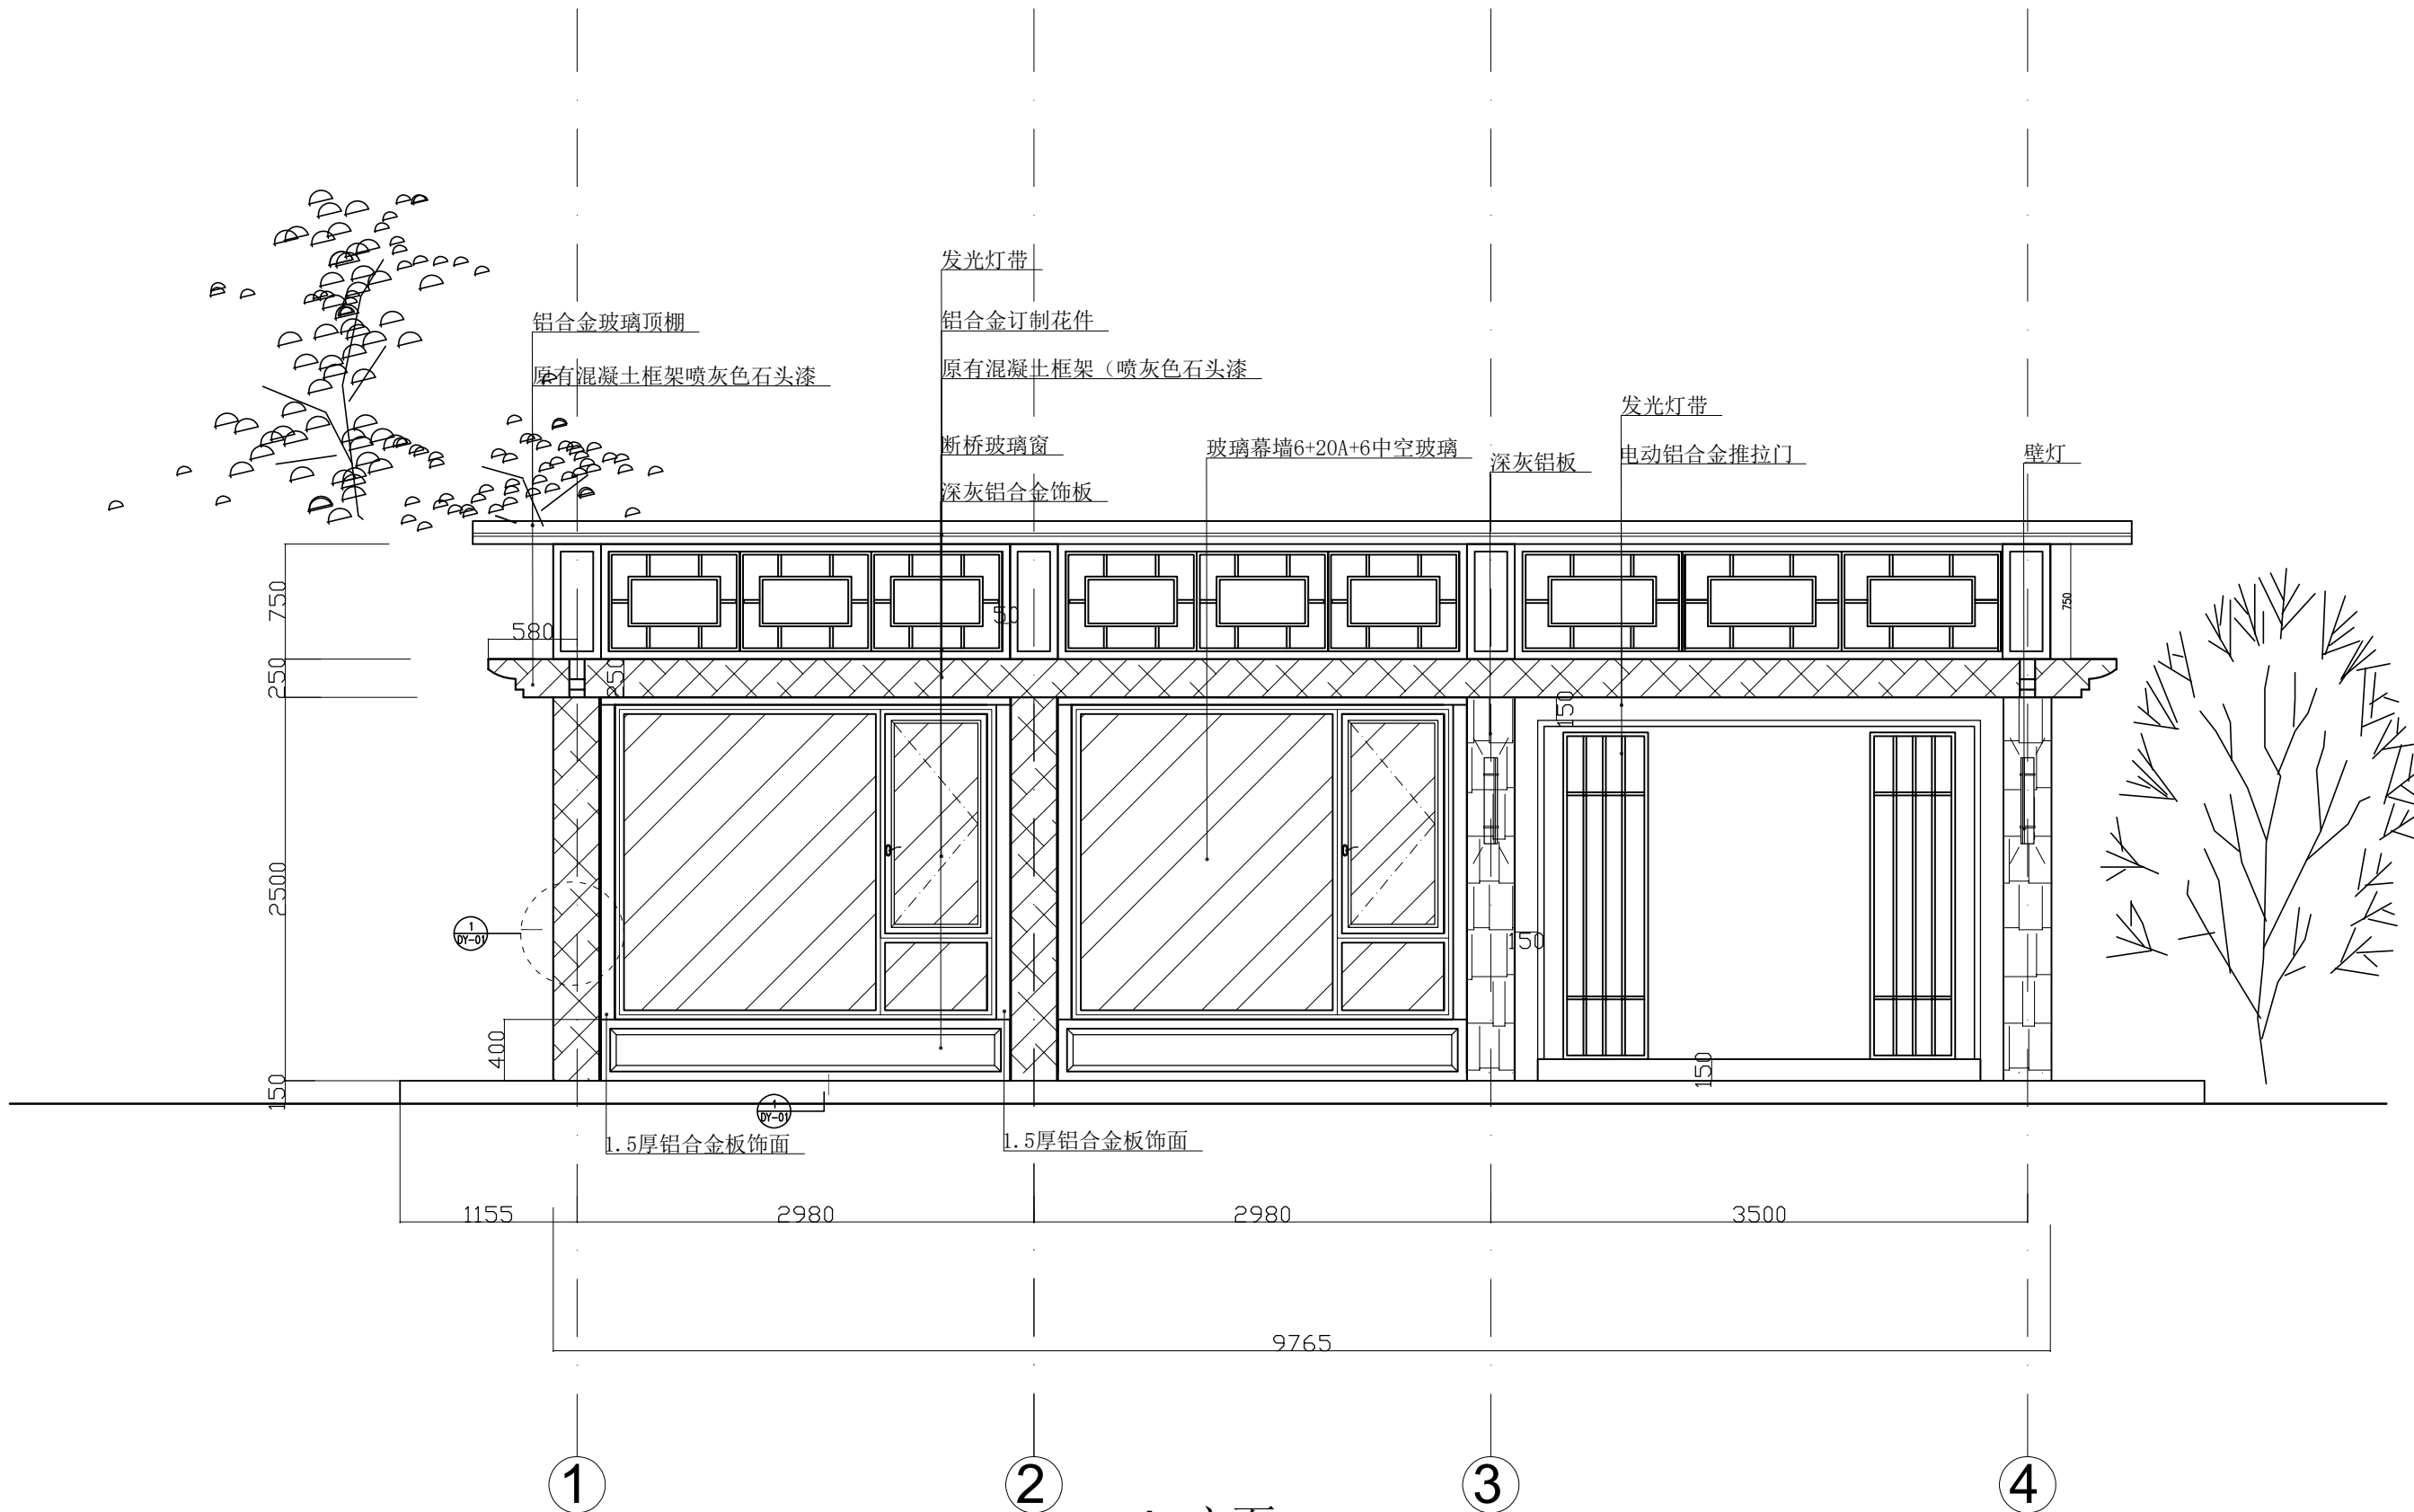 发光灯带
铝合金玻璃顶棚
铝合金订制花件
原有混凝土框架喷灰色石头漆
原有混凝土框架（喷灰色石头漆
发光灯带
断桥玻璃窗
玻璃幕墙6+20A+6中空玻璃
深灰铝板
电动铝合金推拉门
壁灯
深灰铝合金饰板
750
580
50
750
250
250
150
2500
1
DY-01
150
400
150
150
1
DY-01
1.5厚铝合金板饰面
1.5厚铝合金板饰面
1155
2980
2980
3500
9765
1
2
3
4